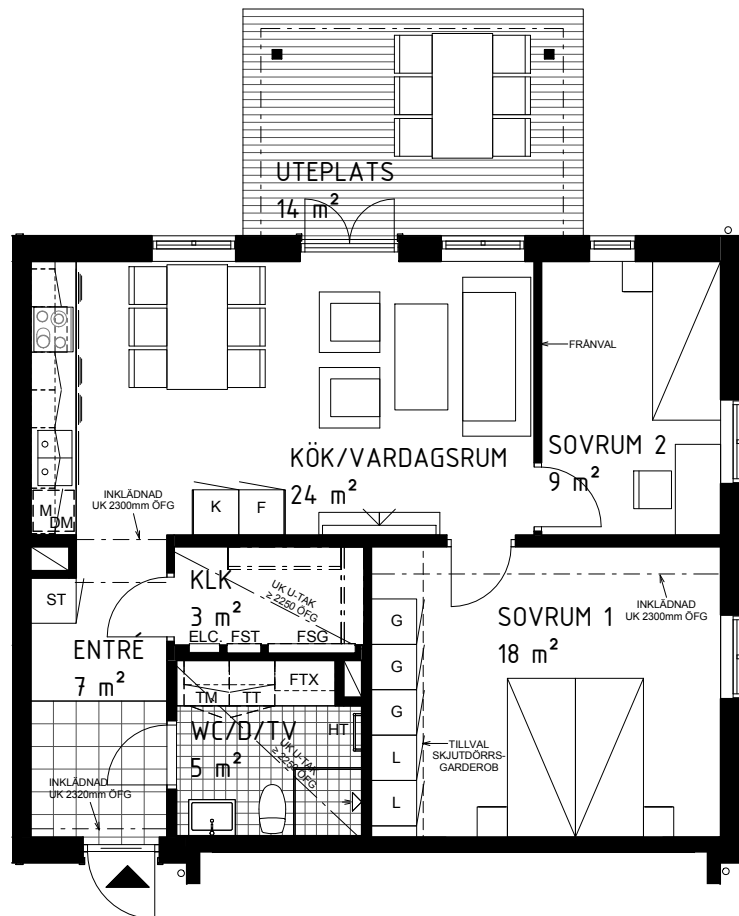 UTEPLATS
14 m²
FRÅNVAL
KÖK/VARDAGSRUM
24 m²
SOVRUM 2
9 m²
INKLÄDNAD
UK 2300mm ÖFG
M
DM
K
F
ST
KLK
3 m²
UK U-TAK
≥ 2250 ÖFG
ELC.
FST
FSG
ENTRÉ
7 m²
SOVRUM 1
18 m²
INKLÄDNAD
UK 2300mm ÖFG
G
G
G
L
L
TM
TT
FTX
WC/D/TV
5 m²
HT
UK U-TAK
≥ 2250 ÖFG
TILLVAL
SKJUTDÖRRS-
GARDEROB
INKLÄDNAD
UK 2320mm ÖFG